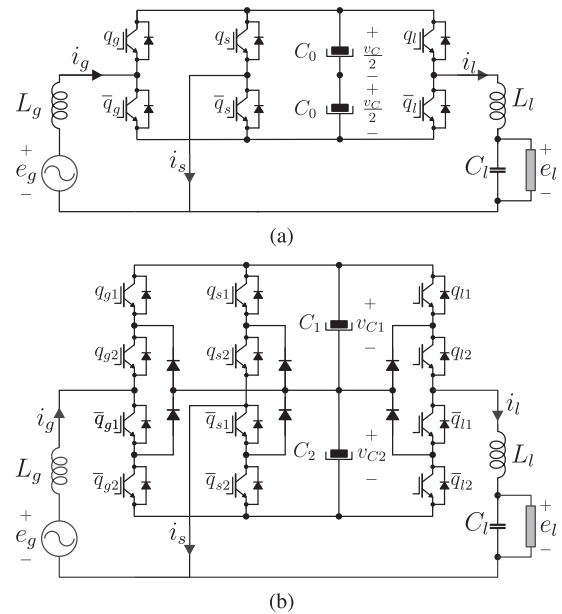 q_g q_s C_0 + v_C/2 − q_l
i_g i_l
L_g q̅_g q̅_s C_0 + v_C/2 − q̅_l L_l
+ e_g − i_s C_l + e_l −
(a)
q_g1 q_s1 C_1 + v_C1 − q_l1
q_g2 q_s2 q_l2
i_g q̅_g1 q̅_s1 + q̅_l1 i_l
L_g C_2 v_C2 L_l
q̅_g2 q̅_s2 − q̅_l2
+ e_g − i_s C_l + e_l −
(b)